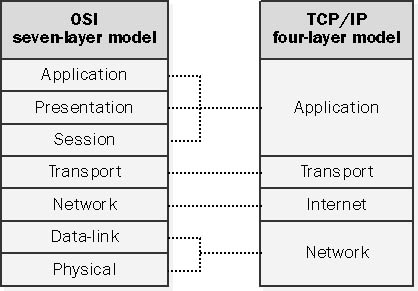 OSI
seven-layer model
Application
Presentation
Session
Transport
Network
Data-link
Physical
TCP/IP
four-layer model
Application
Transport
Internet
Network